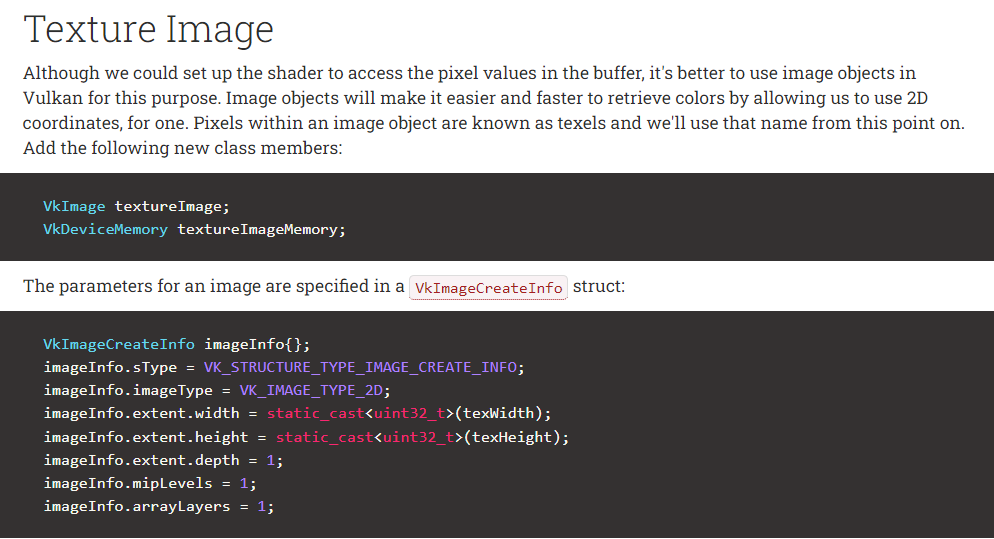 Texture Image
Although we could set up the shader to access the pixel values in the buffer, it's better to use image objects in
Vulkan for this purpose. Image objects will make it easier and faster to retrieve colors by allowing us to use 2D
coordinates, for one. Pixels within an image object are known as texels and we'll use that name from this point on.
Add the following new class members:
VkImage textureImage;
VkDeviceMemory textureImageMemory;
The parameters for an image are specified in a VkImageCreateInfo struct:
VkImageCreateInfo imageInfo{};
imageInfo.sType = VK_STRUCTURE_TYPE_IMAGE_CREATE_INFO;
imageInfo.imageType = VK_IMAGE_TYPE_2D;
imageInfo.extent.width = static_cast<uint32_t>(texWidth);
imageInfo.extent.height = static_cast<uint32_t>(texHeight);
imageInfo.extent.depth = 1;
imageInfo.mipLevels = 1;
imageInfo.arrayLayers = 1;